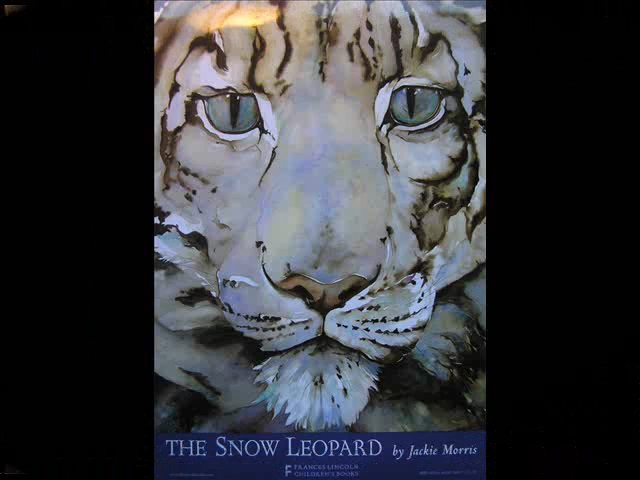 THE SNOW LEOPARD by Jackie Morris
FRANCES LINCOLN
CHILDREN'S BOOKS